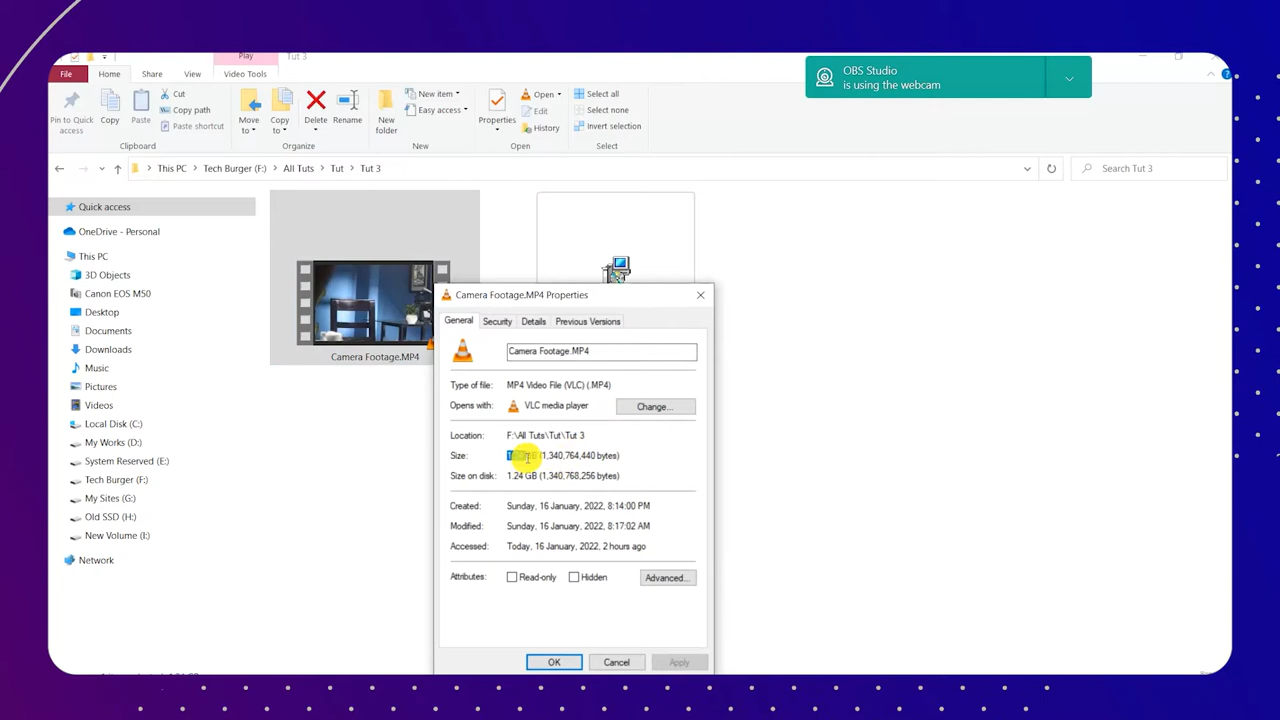 Play
Tut 3
File
Home
Share
View
Video Tools
OBS Studio
is using the webcam
Pin to Quick
access
Copy
Paste
Cut
Copy path
Paste shortcut
Clipboard
Move
to
Copy
to
Delete
Rename
Organize
New
folder
New item
Easy access
New
Properties
Open
Edit
History
Open
Select all
Select none
Invert selection
Select
This PC
Tech Burger (F:)
All Tuts
Tut
Tut 3
Search Tut 3
Quick access
OneDrive - Personal
This PC
3D Objects
Canon EOS M50
Desktop
Documents
Downloads
Music
Pictures
Videos
Local Disk (C:)
My Works (D:)
System Reserved (E:)
Tech Burger (F:)
My Sites (G:)
Old SSD (H:)
New Volume (I:)
Network
Camera Footage.MP4
Camera Footage.MP4 Properties
General
Security
Details
Previous Versions
Camera Footage.MP4
Type of file: MP4 Video File (VLC) (.MP4)
Opens with: VLC media player
Change...
Location: F:\All Tuts\Tut\Tut 3
Size: (1,340,764,440 bytes)
Size on disk: 1.24 GB (1,340,768,256 bytes)
Created: Sunday, 16 January, 2022, 8:14:00 PM
Modified: Sunday, 16 January, 2022, 8:17:02 AM
Accessed: Today, 16 January, 2022, 2 hours ago
Attributes:
Read-only
Hidden
Advanced...
OK
Cancel
Apply